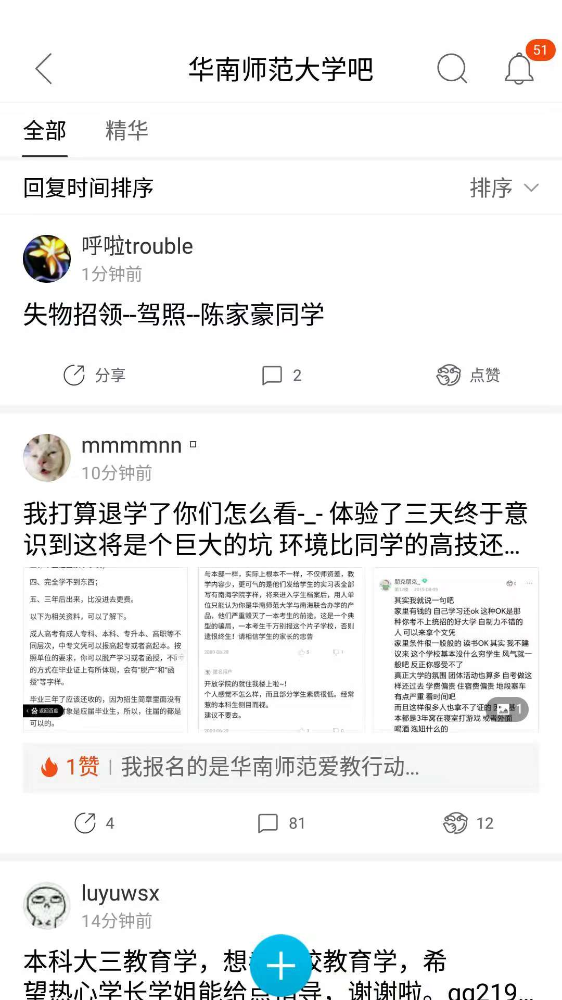 华南师范大学吧
51
全部 精华
回复时间排序 排序
呼啦trouble
1分钟前
失物招领--驾照--陈家豪同学
分享 2 点赞
mmmmnn
10分钟前
我打算退学了你们怎么看-_- 体验了三天终于意
识到这将是个巨大的坑 环境比同学的高技还...
四、完全学不到东西；
五、三年后出来，比没进去更费。
以下为相关资料，可以了解下。
成人高考有成人专科、本科、专升本、高职等不
同层次，中专文凭可以报高起专或者高起本。按
照单位的要求，你可以脱产学习或者函授，不同
的方式在毕业证上有所体现，会有“脱产”和“函
授”等字样。
毕业三年了应该还收的，因为招生简章里面没有
返回百度 对象是应届毕业生，所以，往届的都是
可以的。
与本部一样，实际上根本不一样，不仅师资差，教
学内容少，更可气的是他们发给学生的实习表全部
写有南海学院字样，将来进入学生档案后，用人单
位只能认为你是华南师范大学与南海联合办学的产
品，他们严重毁灭了一本考生的前途，这是一个典
型的骗局，一本考生千万别报这个片子学校，否则
遗恨终生！请相信学生的家长的忠告
2009-06-29 5 1
匿名用户
开放学院的就住我楼上啦~！
个人感觉不怎么样，而且部分学生素质很低。经常
惹的本科生侧目而视。
建议不要去。
2009-06-29 3 0
朋克朋克_
第12楼 2015-08-09 0 ...
其实我就说一句吧
家里有钱的 自己学习还ok 这种OK是那
种你考不上统招的好大学 自制力不错的
人 可以来拿个文凭
家里条件很一般般的 读书OK 其实 我不建
议来 这个学校基本没什么穷学生 风气就一
般吧 反正你感受不了
真正大学的氛围 团体活动也算多 自考做这
样还过去 学费偏贵 住宿费偏贵 地段塞车
有点严重 看时间吧
而且这样很多人也拿不了证的 因 基
本都是3年窝在寝室打游戏 或者外面
喝酒 泡妞什么的
1
1赞 我报名的是华南师范爱教行动...
4 81 12
luyuwsx
14分钟前
本科大三教育学，想 校教育学，希
望热心学长学姐能给点指导，谢谢啦。qq219...